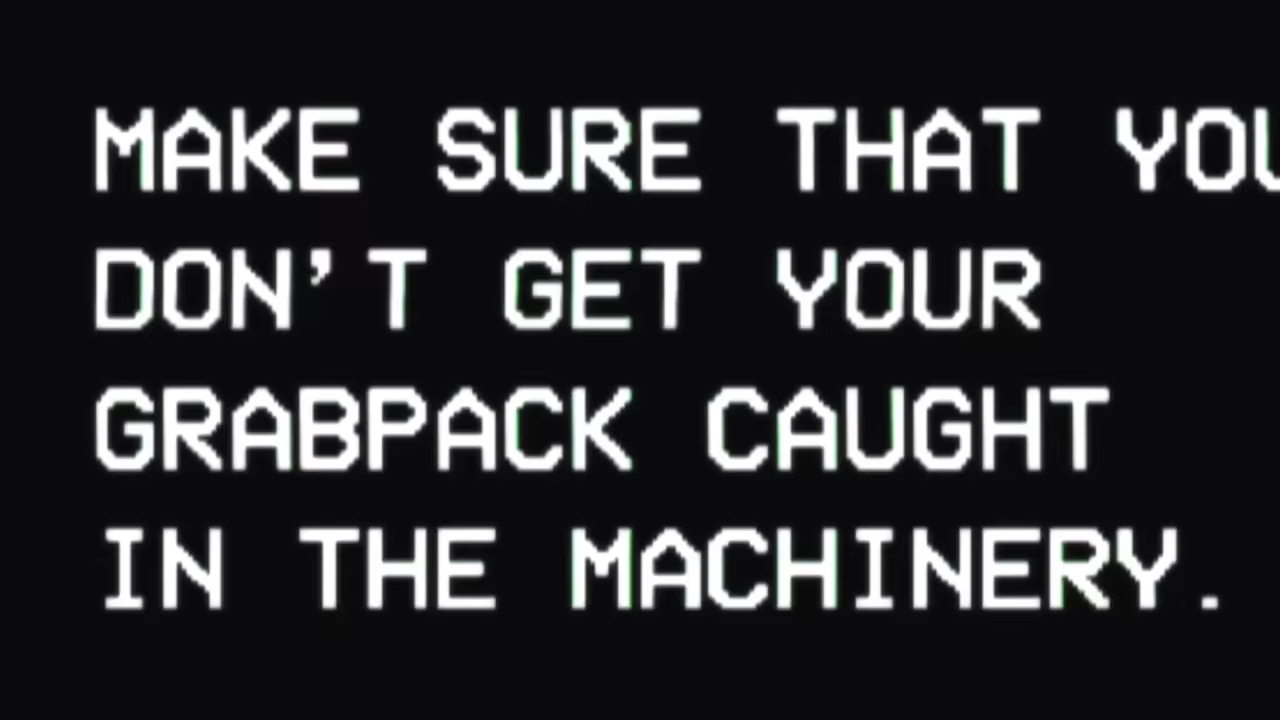 MAKE SURE THAT YOU
DON'T GET YOUR
GRABPACK CAUGHT
IN THE MACHINERY.